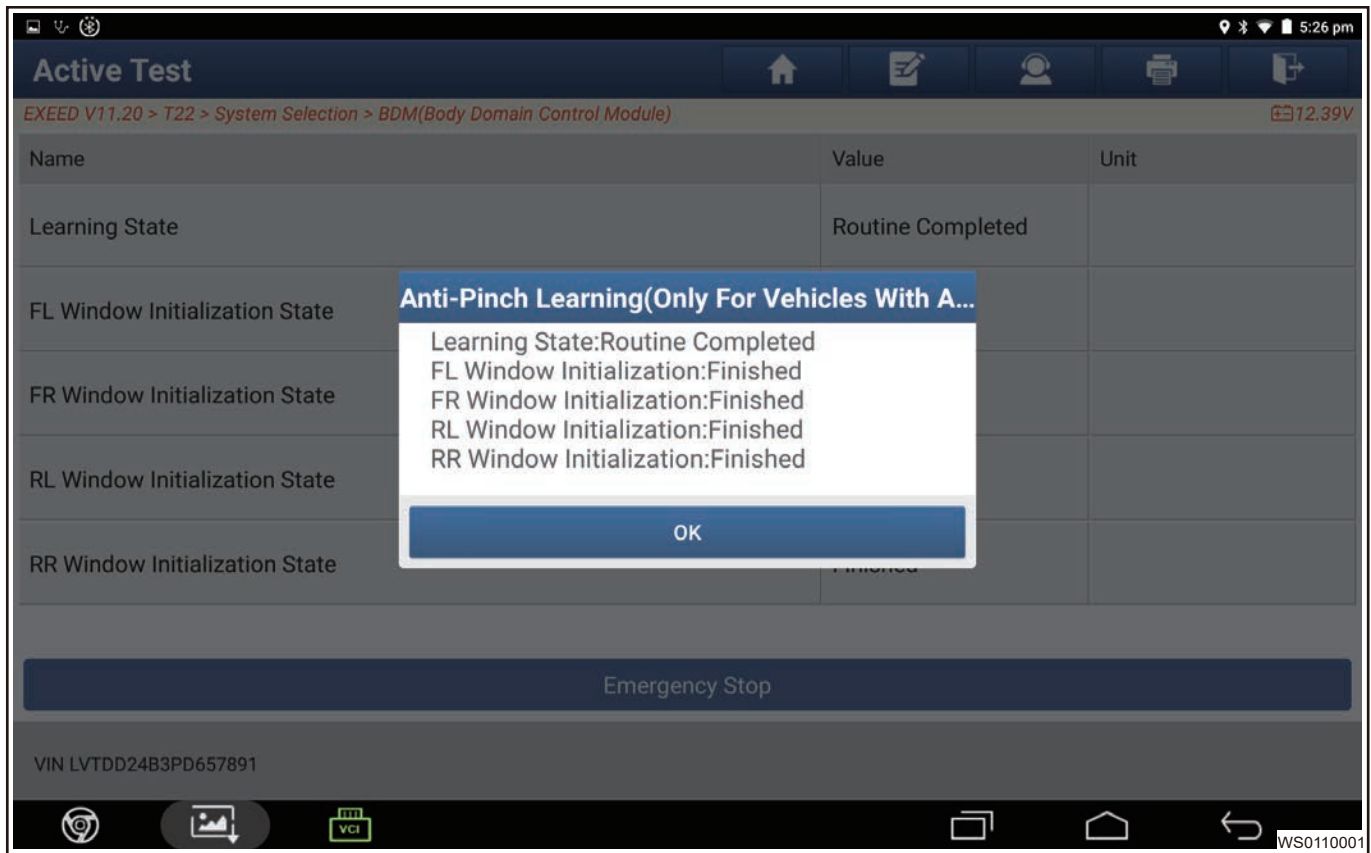 5:26 pm
Active Test
EXEED V11.20 > T22 > System Selection > BDM(Body Domain Control Module)
12.39V
Name
Value
Unit
Learning State
Routine Completed
FL Window Initialization State
FR Window Initialization State
RL Window Initialization State
RR Window Initialization State
Finished
Anti-Pinch Learning(Only For Vehicles With A...
Learning State:Routine Completed
FL Window Initialization:Finished
FR Window Initialization:Finished
RL Window Initialization:Finished
RR Window Initialization:Finished
OK
Emergency Stop
VIN LVTDD24B3PD657891
VCI
WS0110001